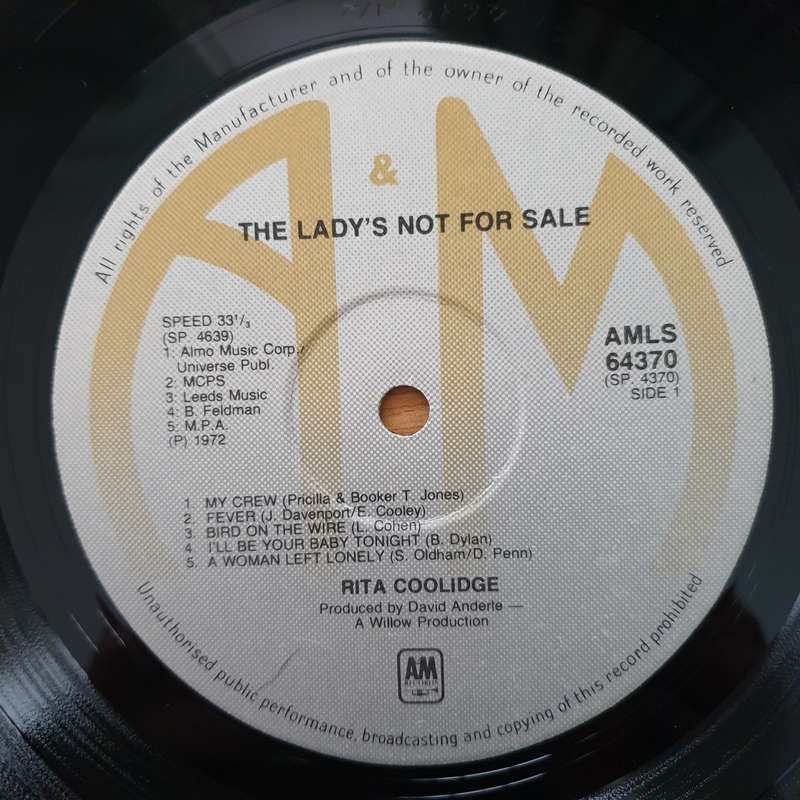 All rights of the Manufacturer and of the owner of the recorded work reserved
A & M
THE LADY'S NOT FOR SALE
SPEED 33¹/₃
(SP. 4639)
1: Almo Music Corp./
Universe Publ.
2: MCPS
3: Leeds Music
4: B. Feldman
5: M.P.A.
(P) 1972
AMLS
64370
(SP. 4370)
SIDE 1
1. MY CREW (Pricilla & Booker T. Jones)
2. FEVER (J. Davenport/E. Cooley)
3. BIRD ON THE WIRE (L. Cohen)
4. I'LL BE YOUR BABY TONIGHT (B. Dylan)
5. A WOMAN LEFT LONELY (S. Oldham/D. Penn)
RITA COOLIDGE
Produced by David Anderle —
A Willow Production
AM
RECORDS
Unauthorised public performance, broadcasting and copying of this record prohibited